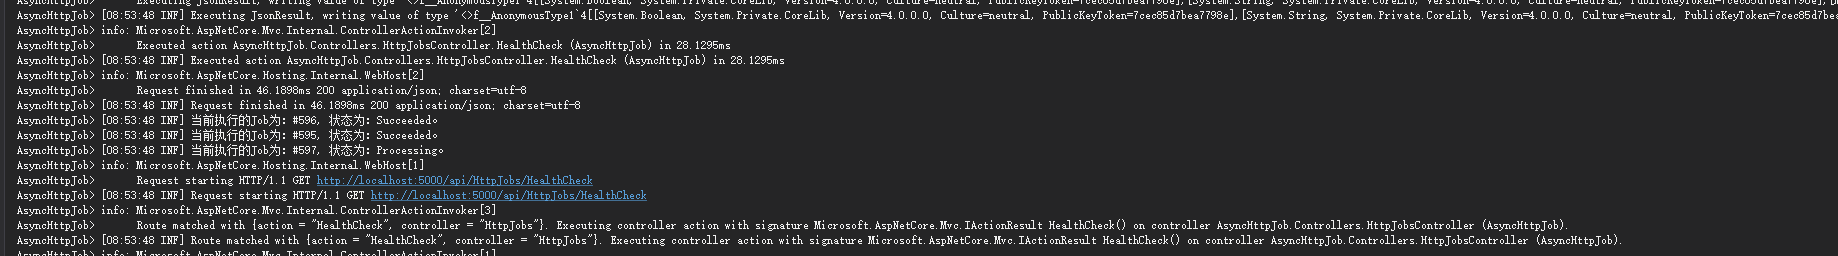 AsyncHttpJob> [08:53:48 INF] Executing JsonResult, writing value of type '<>f__AnonymousType1`4[[System.Boolean, System.Private.CoreLib, Version=4.0.0.0, Culture=neutral, PublicKeyToken=7cec85d7bea7798e],[System.String, System.Private.CoreLib, Version=4.0.0.0, Culture=neutral, PublicKeyToken=7cec85d7bea
AsyncHttpJob> info: Microsoft.AspNetCore.Mvc.Internal.ControllerActionInvoker[2]
AsyncHttpJob>       Executed action AsyncHttpJob.Controllers.HttpJobsController.HealthCheck (AsyncHttpJob) in 28.1295ms
AsyncHttpJob> [08:53:48 INF] Executed action AsyncHttpJob.Controllers.HttpJobsController.HealthCheck (AsyncHttpJob) in 28.1295ms
AsyncHttpJob> info: Microsoft.AspNetCore.Hosting.Internal.WebHost[2]
AsyncHttpJob>       Request finished in 46.1898ms 200 application/json; charset=utf-8
AsyncHttpJob> [08:53:48 INF] Request finished in 46.1898ms 200 application/json; charset=utf-8
AsyncHttpJob> [08:53:48 INF] 当前执行的Job为: #596, 状态为: Succeeded。
AsyncHttpJob> [08:53:48 INF] 当前执行的Job为: #595, 状态为: Succeeded。
AsyncHttpJob> [08:53:48 INF] 当前执行的Job为: #597, 状态为: Processing。
AsyncHttpJob> info: Microsoft.AspNetCore.Hosting.Internal.WebHost[1]
AsyncHttpJob>       Request starting HTTP/1.1 GET http://localhost:5000/api/HttpJobs/HealthCheck
AsyncHttpJob> [08:53:48 INF] Request starting HTTP/1.1 GET http://localhost:5000/api/HttpJobs/HealthCheck
AsyncHttpJob> info: Microsoft.AspNetCore.Mvc.Internal.ControllerActionInvoker[3]
AsyncHttpJob>       Route matched with {action = "HealthCheck", controller = "HttpJobs"}. Executing controller action with signature Microsoft.AspNetCore.Mvc.IActionResult HealthCheck() on controller AsyncHttpJob.Controllers.HttpJobsController (AsyncHttpJob).
AsyncHttpJob> [08:53:48 INF] Route matched with {action = "HealthCheck", controller = "HttpJobs"}. Executing controller action with signature Microsoft.AspNetCore.Mvc.IActionResult HealthCheck() on controller AsyncHttpJob.Controllers.HttpJobsController (AsyncHttpJob).
AsyncHttpJob> info: Microsoft.AspNetCore.Mvc.Internal.ControllerActionInvoker[1]